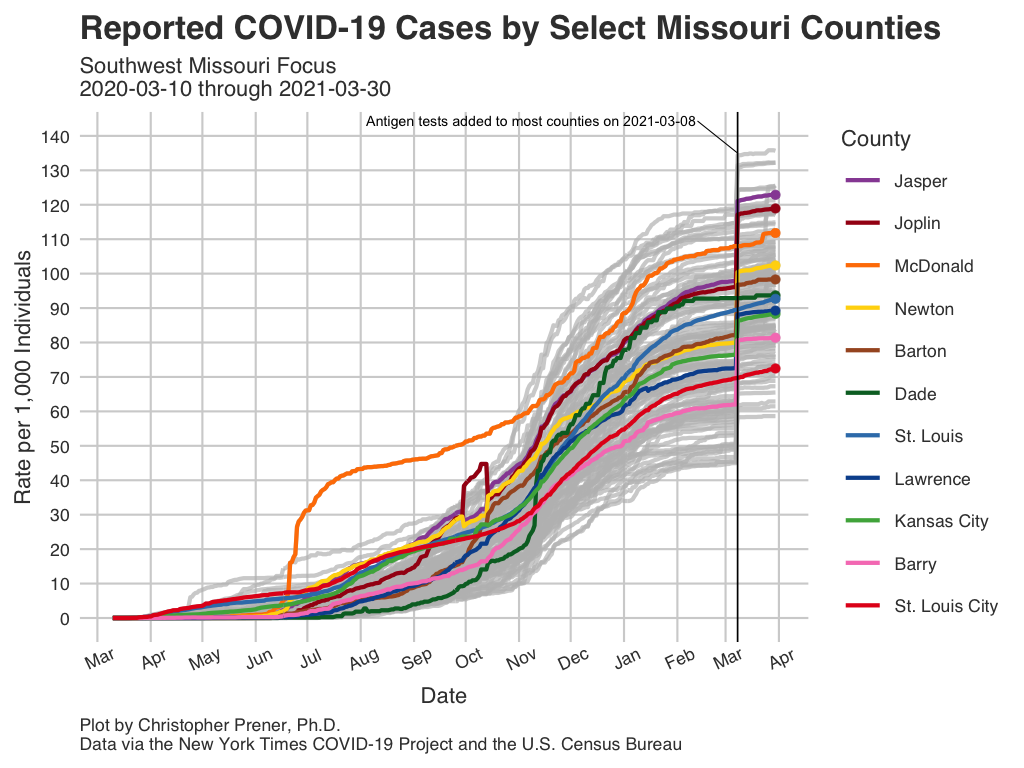 Reported COVID-19 Cases by Select Missouri Counties
Southwest Missouri Focus
2020-03-10 through 2021-03-30
Antigen tests added to most counties on 2021-03-08
Rate per 1,000 Individuals
140
130
120
110
100
90
80
70
60
50
40
30
20
10
0
Mar Apr May Jun Jul Aug Sep Oct Nov Dec Jan Feb Mar Apr
Date
County
Jasper
Joplin
McDonald
Newton
Barton
Dade
St. Louis
Lawrence
Kansas City
Barry
St. Louis City
Plot by Christopher Prener, Ph.D.
Data via the New York Times COVID-19 Project and the U.S. Census Bureau